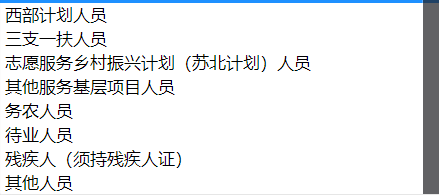 西部计划人员
三支一扶人员
志愿服务乡村振兴计划（苏北计划）人员
其他服务基层项目人员
务农人员
待业人员
残疾人（须持残疾人证）
其他人员